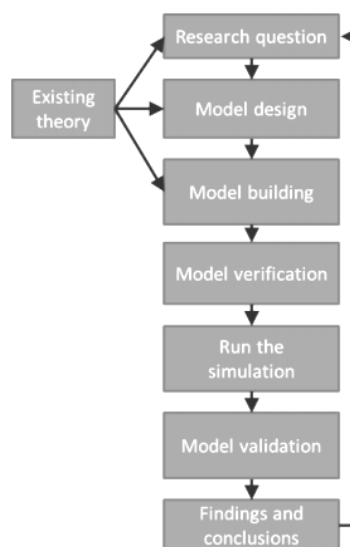 Research question
Existing
theory
Model design
Model building
Model verification
Run the
simulation
Model validation
Findings and
conclusions